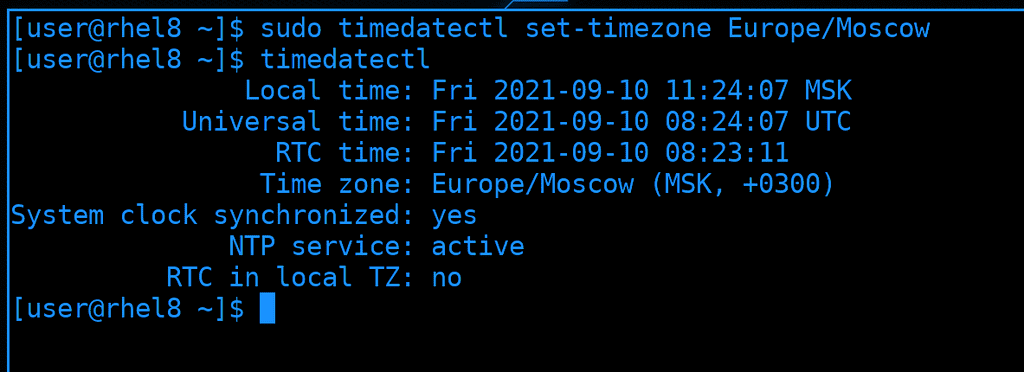 [user@rhel8 ~]$ sudo timedatectl set-timezone Europe/Moscow
[user@rhel8 ~]$ timedatectl
               Local time: Fri 2021-09-10 11:24:07 MSK
           Universal time: Fri 2021-09-10 08:24:07 UTC
                 RTC time: Fri 2021-09-10 08:23:11
                Time zone: Europe/Moscow (MSK, +0300)
System clock synchronized: yes
              NTP service: active
          RTC in local TZ: no
[user@rhel8 ~]$